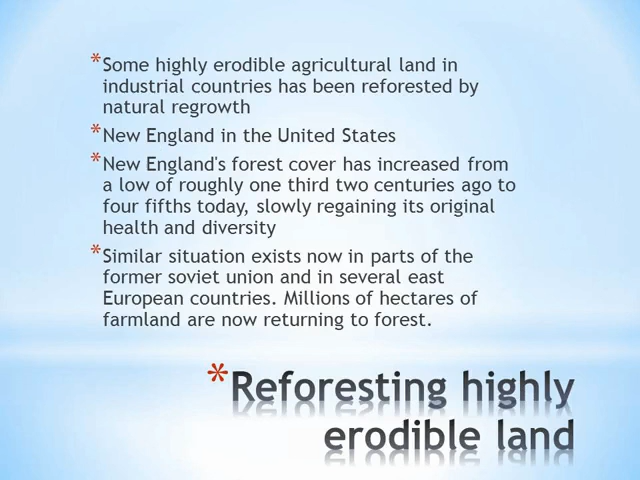 * Some highly erodible agricultural land in
industrial countries has been reforested by
natural regrowth
* New England in the United States
* New England's forest cover has increased from
a low of roughly one third two centuries ago to
four fifths today, slowly regaining its original
health and diversity
* Similar situation exists now in parts of the
former soviet union and in several east
European countries. Millions of hectares of
farmland are now returning to forest.
* Reforesting highly
erodible land